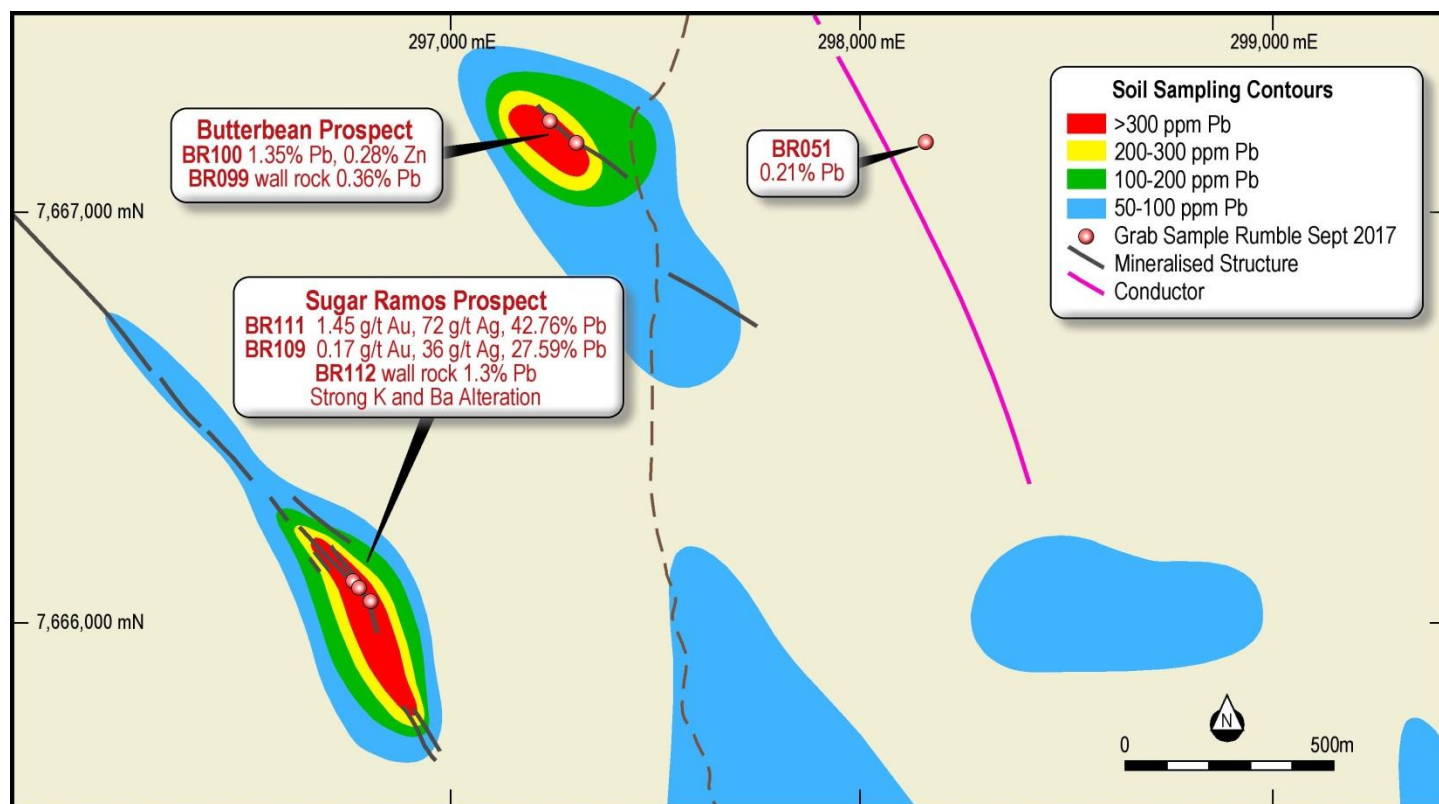 297,000 mE
298,000 mE
299,000 mE
Butterbean Prospect
BR100 1.35% Pb, 0.28% Zn
BR099 wall rock 0.36% Pb
BR051
0.21% Pb
Soil Sampling Contours
>300 ppm Pb
200-300 ppm Pb
100-200 ppm Pb
50-100 ppm Pb
Grab Sample Rumble Sept 2017
Mineralised Structure
Conductor
7,667,000 mN
Sugar Ramos Prospect
BR111 1.45 g/t Au, 72 g/t Ag, 42.76% Pb
BR109 0.17 g/t Au, 36 g/t Ag, 27.59% Pb
BR112 wall rock 1.3% Pb
Strong K and Ba Alteration
7,666,000 mN
N
0 500m